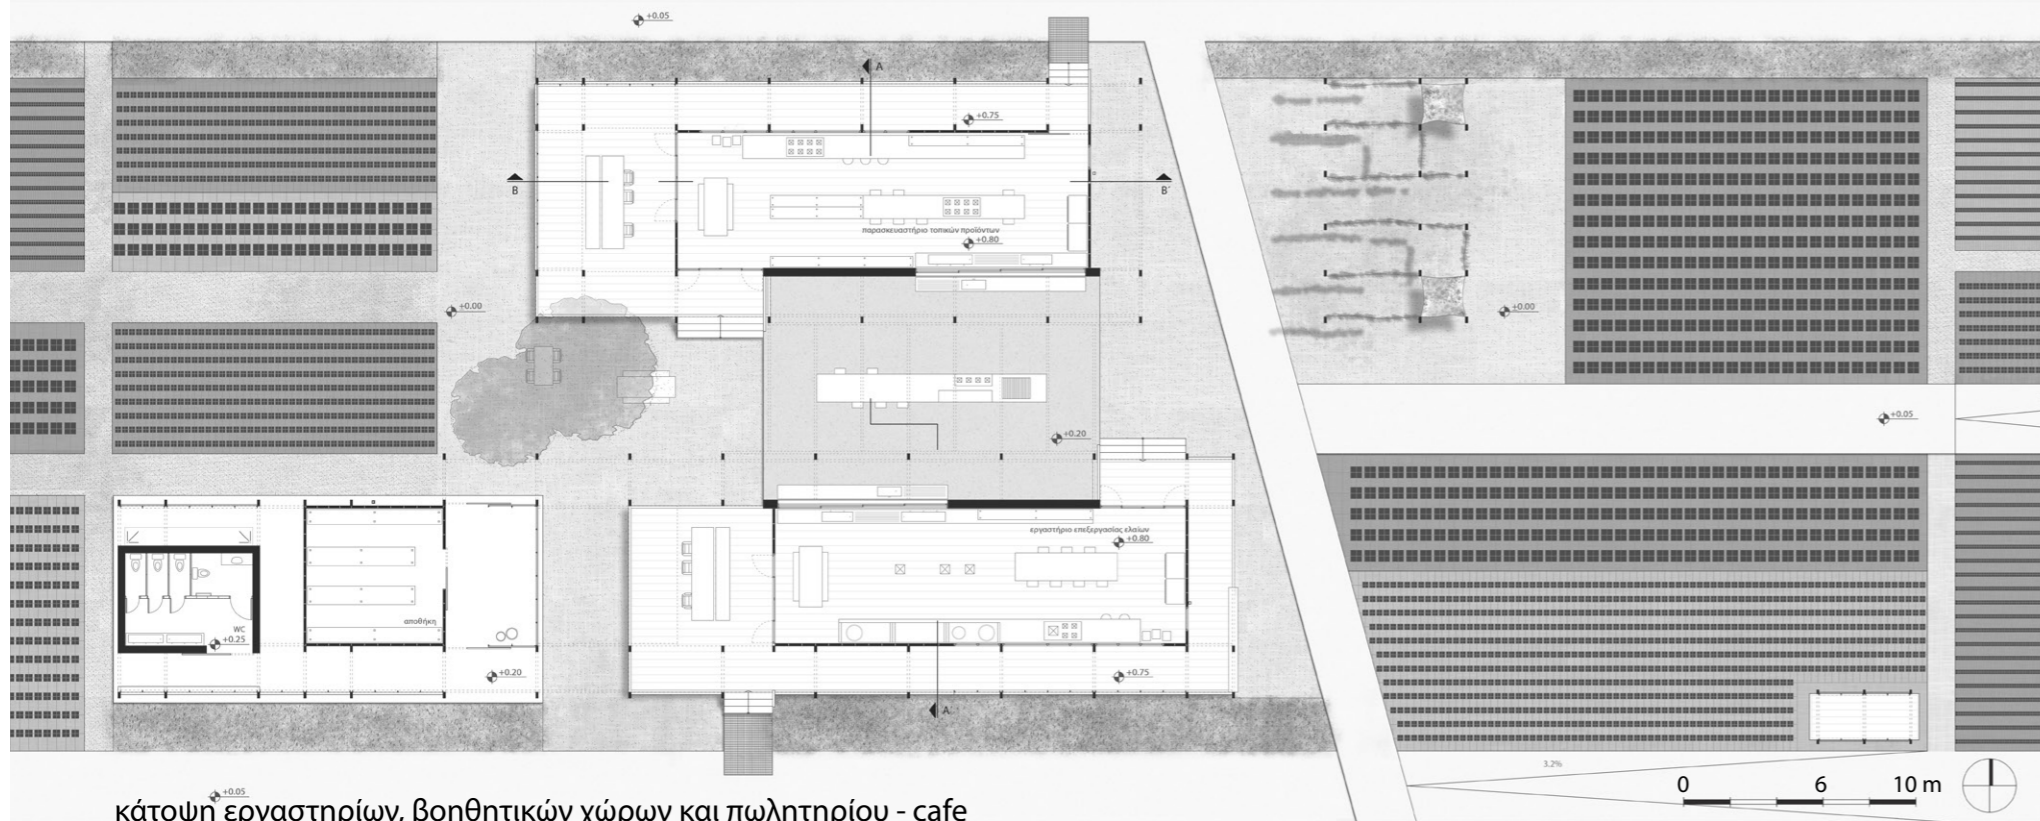 +0.05
A
+0.75
B
B΄
παρασκευαστήριο τοπικών προϊόντων
+0.80
+0.00
+0.00
+0.05
+0.20
εργαστήριο επεξεργασίας ελαίων
+0.80
αποθήκη
WC
+0.25
+0.20
+0.75
A
3.2%
0 6 10 m
+0.05
κάτοψη εργαστηρίων, βοηθητικών χώρων και πωλητηρίου - cafe